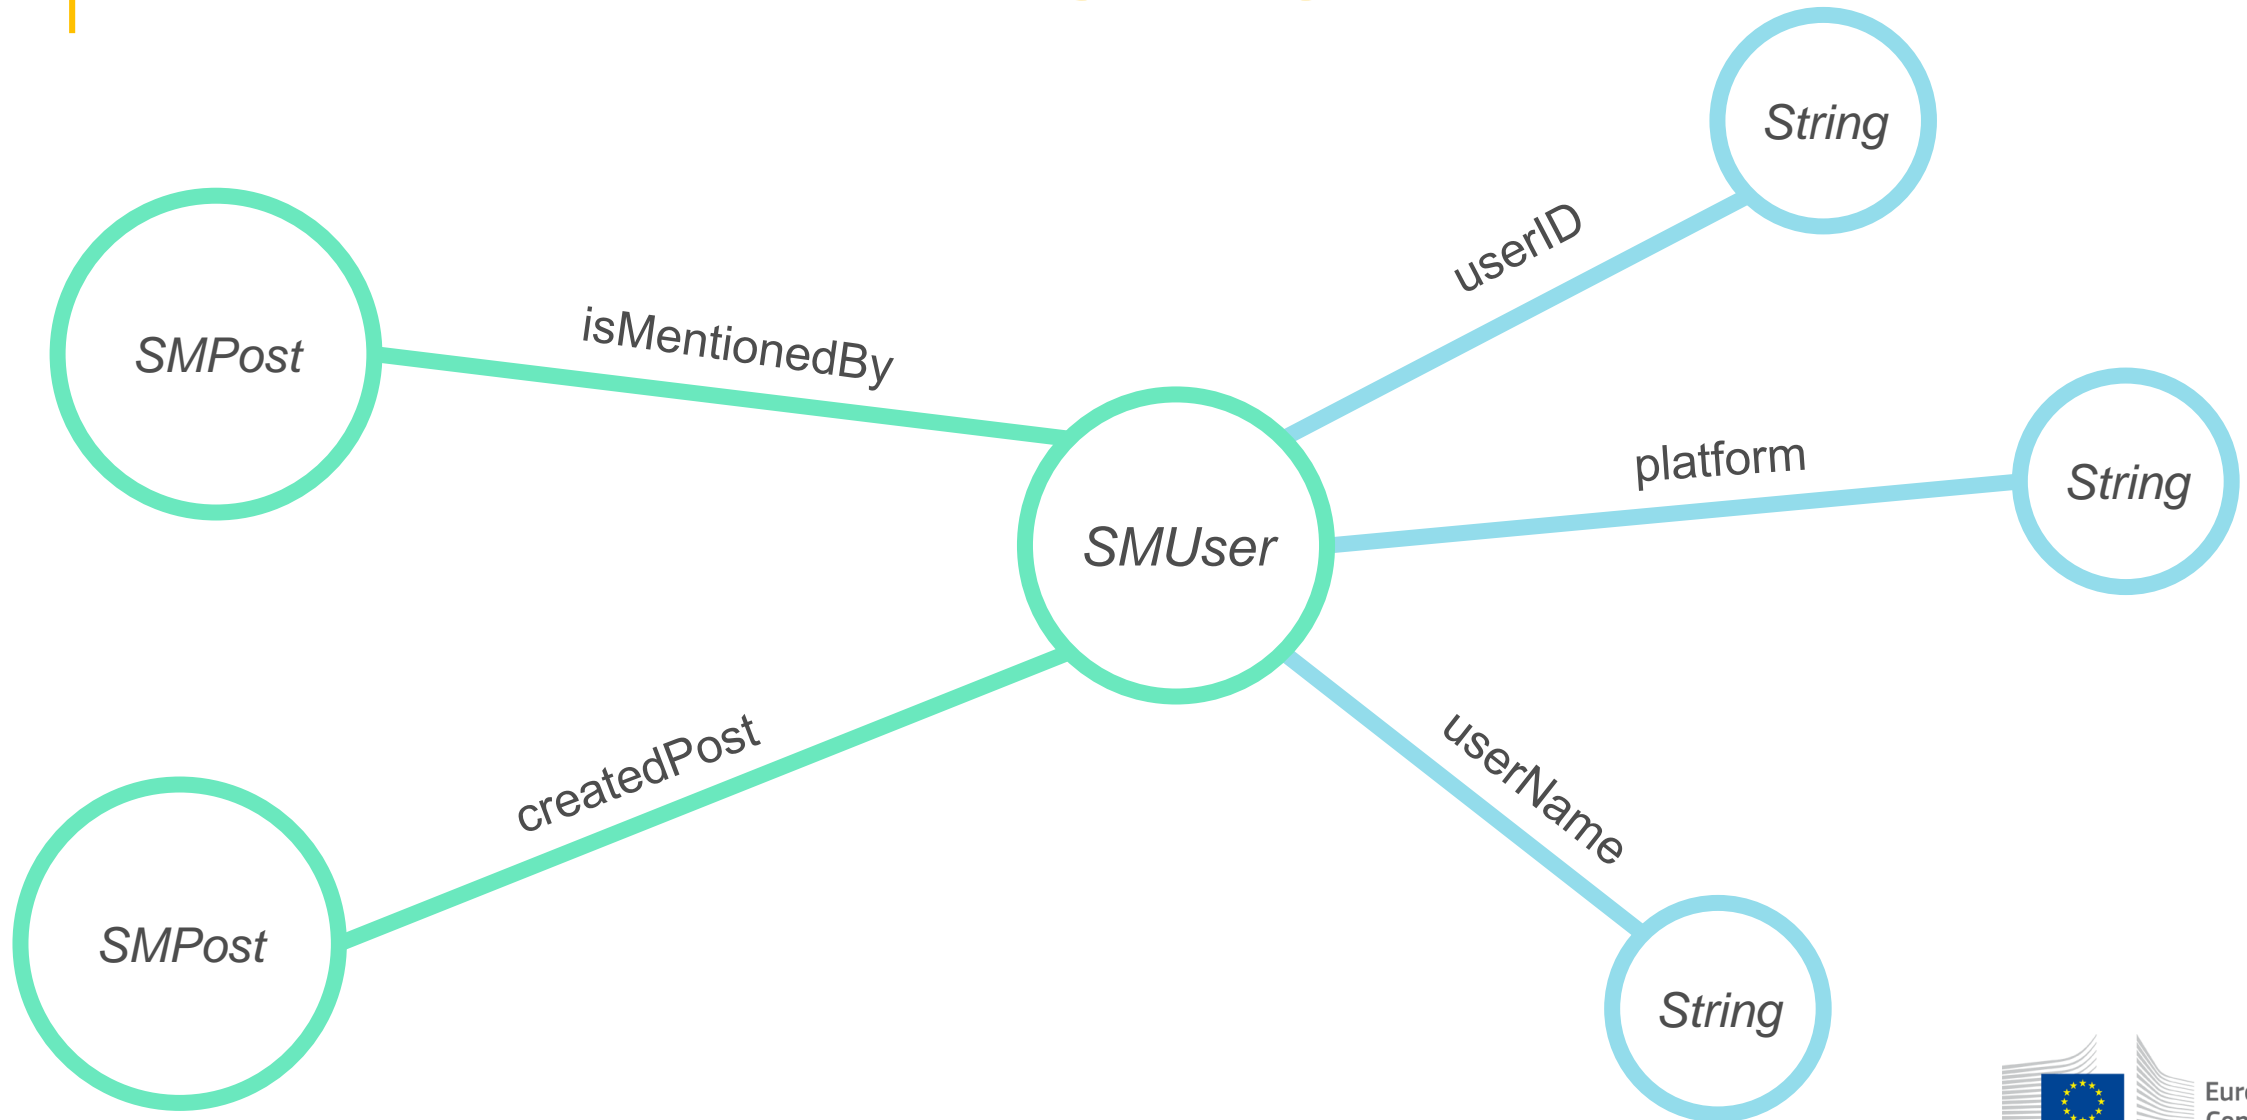 String
userID
SMPost
isMentionedBy
platform
String
SMUser
createdPost
userName
SMPost
String